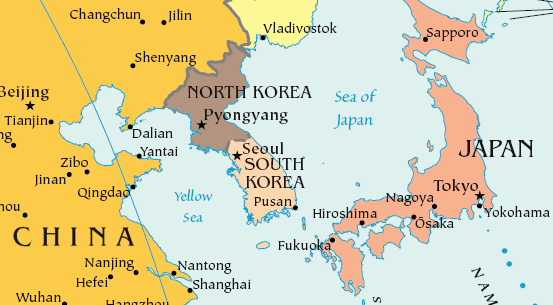 Changchun
Jilin
Vladivostok
Sapporo
Shenyang
Beijing
NORTH KOREA
Sea of
Japan
Pyongyang
Tianjin
ng
Dalian
Yantai
Seoul
SOUTH
KOREA
JAPAN
Zibo
Jinan
Qingdao
Yellow
Sea
Pusan
Tokyo
Nagoya
Yokohama
Hiroshima
Ōsaka
hou
CHINA
Fukuoka
Nanjing
Nantong
Hefei
Shanghai
Wuhan
Hangzhou
NAM
S